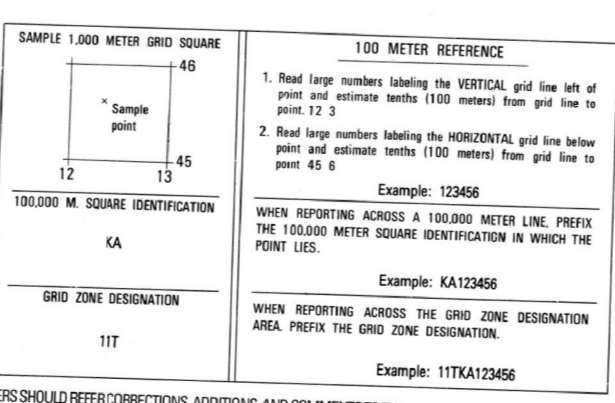 SAMPLE 1,000 METER GRID SQUARE
46
× Sample
point
45
12 13
100,000 M. SQUARE IDENTIFICATION
KA
GRID ZONE DESIGNATION
11T
100 METER REFERENCE
1. Read large numbers labeling the VERTICAL grid line left of
point and estimate tenths (100 meters) from grid line to
point. 12 3
2. Read large numbers labeling the HORIZONTAL grid line below
point and estimate tenths (100 meters) from grid line to
point 45 6
Example: 123456
WHEN REPORTING ACROSS A 100,000 METER LINE, PREFIX
THE 100,000 METER SQUARE IDENTIFICATION IN WHICH THE
POINT LIES.
Example: KA123456
WHEN REPORTING ACROSS THE GRID ZONE DESIGNATION
AREA. PREFIX THE GRID ZONE DESIGNATION.
Example: 11TKA123456
SHOULD REFER CORRECTIONS, ADDITIONS, AND COMMENTS